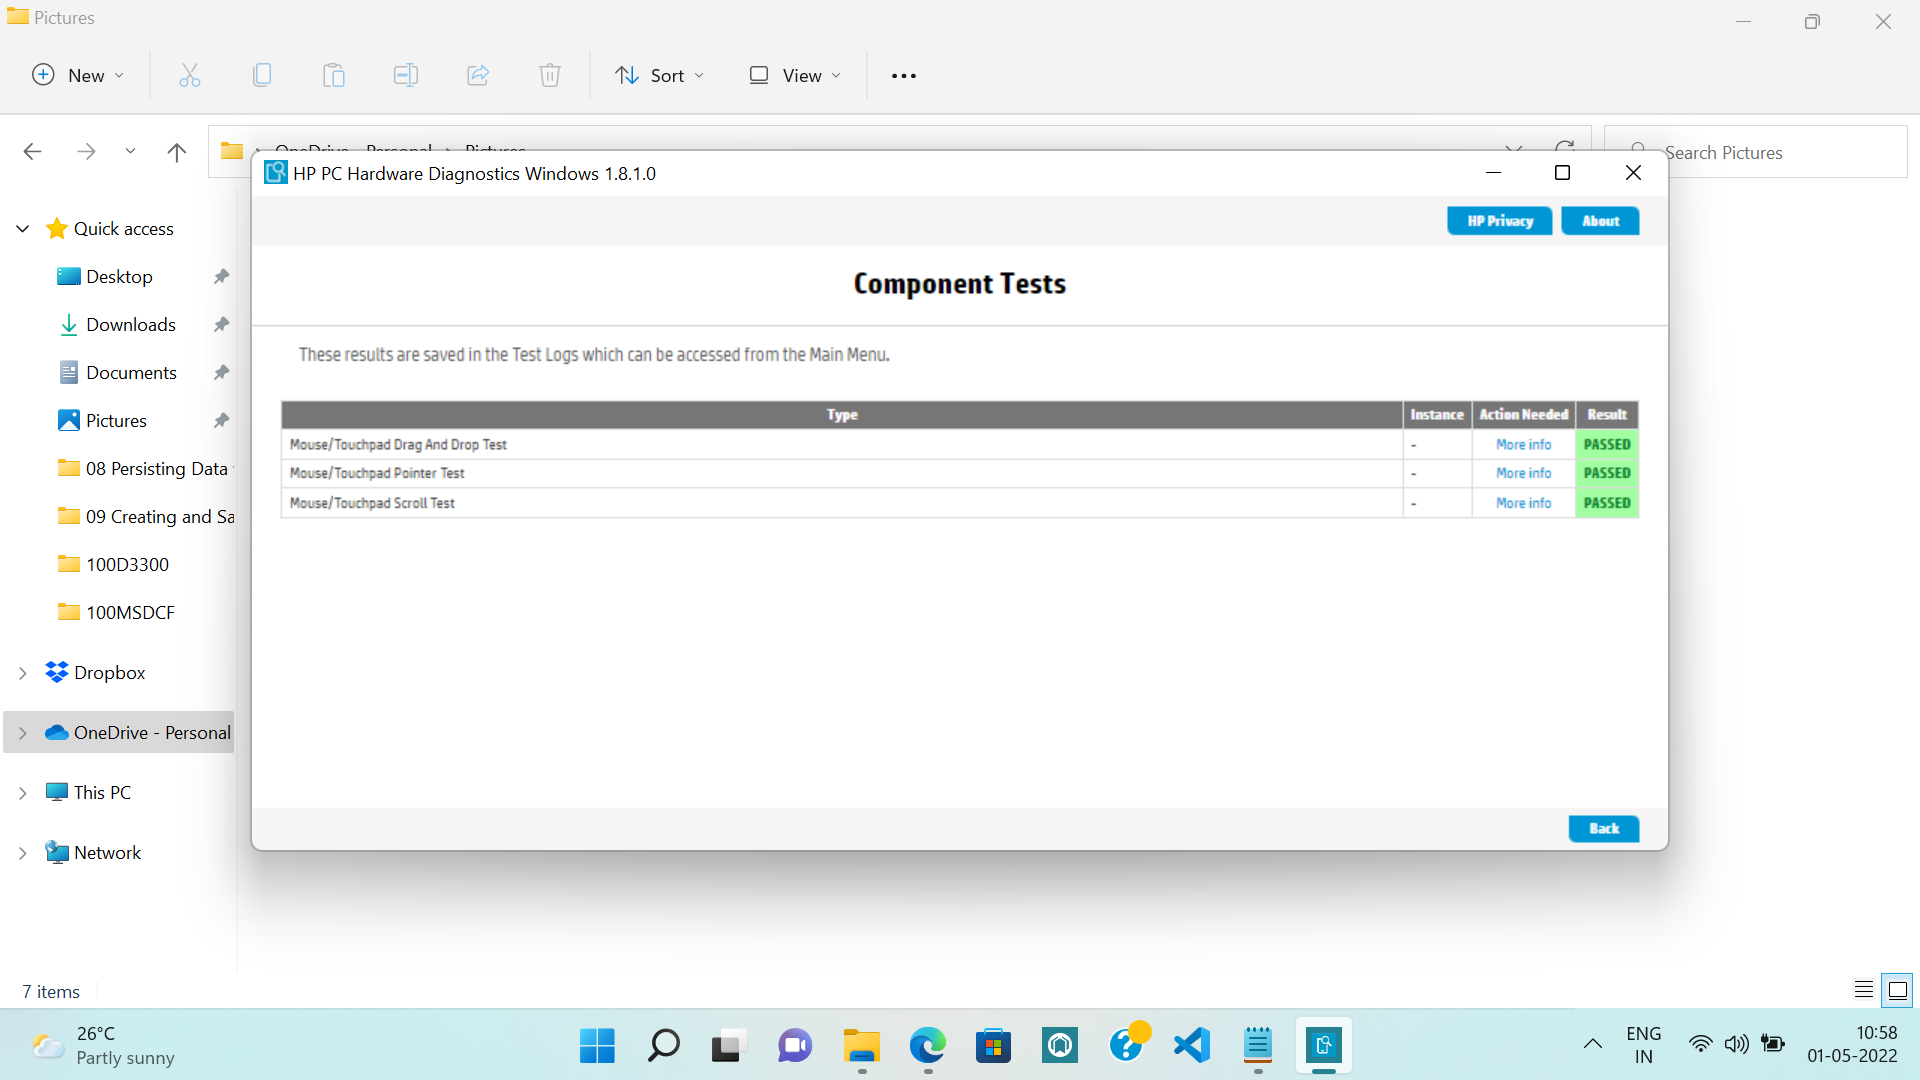 Pictures
New
Sort
View
Search Pictures
HP PC Hardware Diagnostics Windows 1.8.1.0
HP Privacy
About
Component Tests
These results are saved in the Test Logs which can be accessed from the Main Menu.
Type Instance Action Needed Result
Mouse/Touchpad Drag And Drop Test - More info PASSED
Mouse/Touchpad Pointer Test - More info PASSED
Mouse/Touchpad Scroll Test - More info PASSED
Back
Quick access
Desktop
Downloads
Documents
Pictures
08 Persisting Data
09 Creating and Sa
100D3300
100MSDCF
Dropbox
OneDrive - Personal
This PC
Network
7 items
26°C
Partly sunny
ENG
IN
10:58
01-05-2022